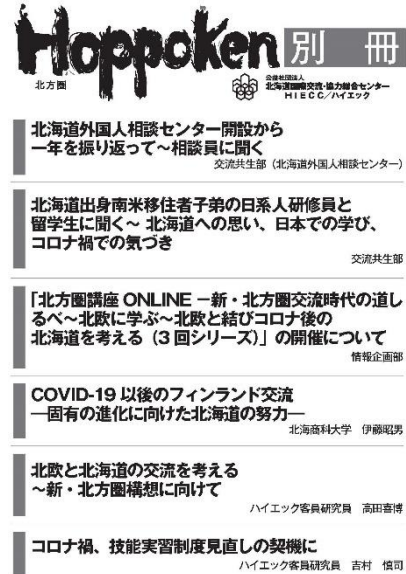 Hoppoken 別冊
北方圏
公益社団法人
北海道国際交流・協力総合センター
HIECC/ハイエック
北海道外国人相談センター開設から
一年を振り返って~相談員に聞く
交流共生部(北海道外国人相談センター)
北海道出身南米移住者子弟の日系人研修員と
留学生に聞く~ 北海道への思い、日本での学び、
コロナ禍での気づき
交流共生部
「北方圏講座 ONLINE -新・北方圏交流時代の道し
るべ~北欧に学ぶ~北欧と結びコロナ後の
北海道を考える(3回シリーズ)」の開催について
情報企画部
COVID-19 以後のフィンランド交流
―固有の進化に向けた北海道の努力―
北海商科大学 伊藤昭男
北欧と北海道の交流を考える
~新・北方圏構想に向けて
ハイエック客員研究員 高田喜博
コロナ禍、技能実習制度見直しの契機に
ハイエック客員研究員 吉村 慎司